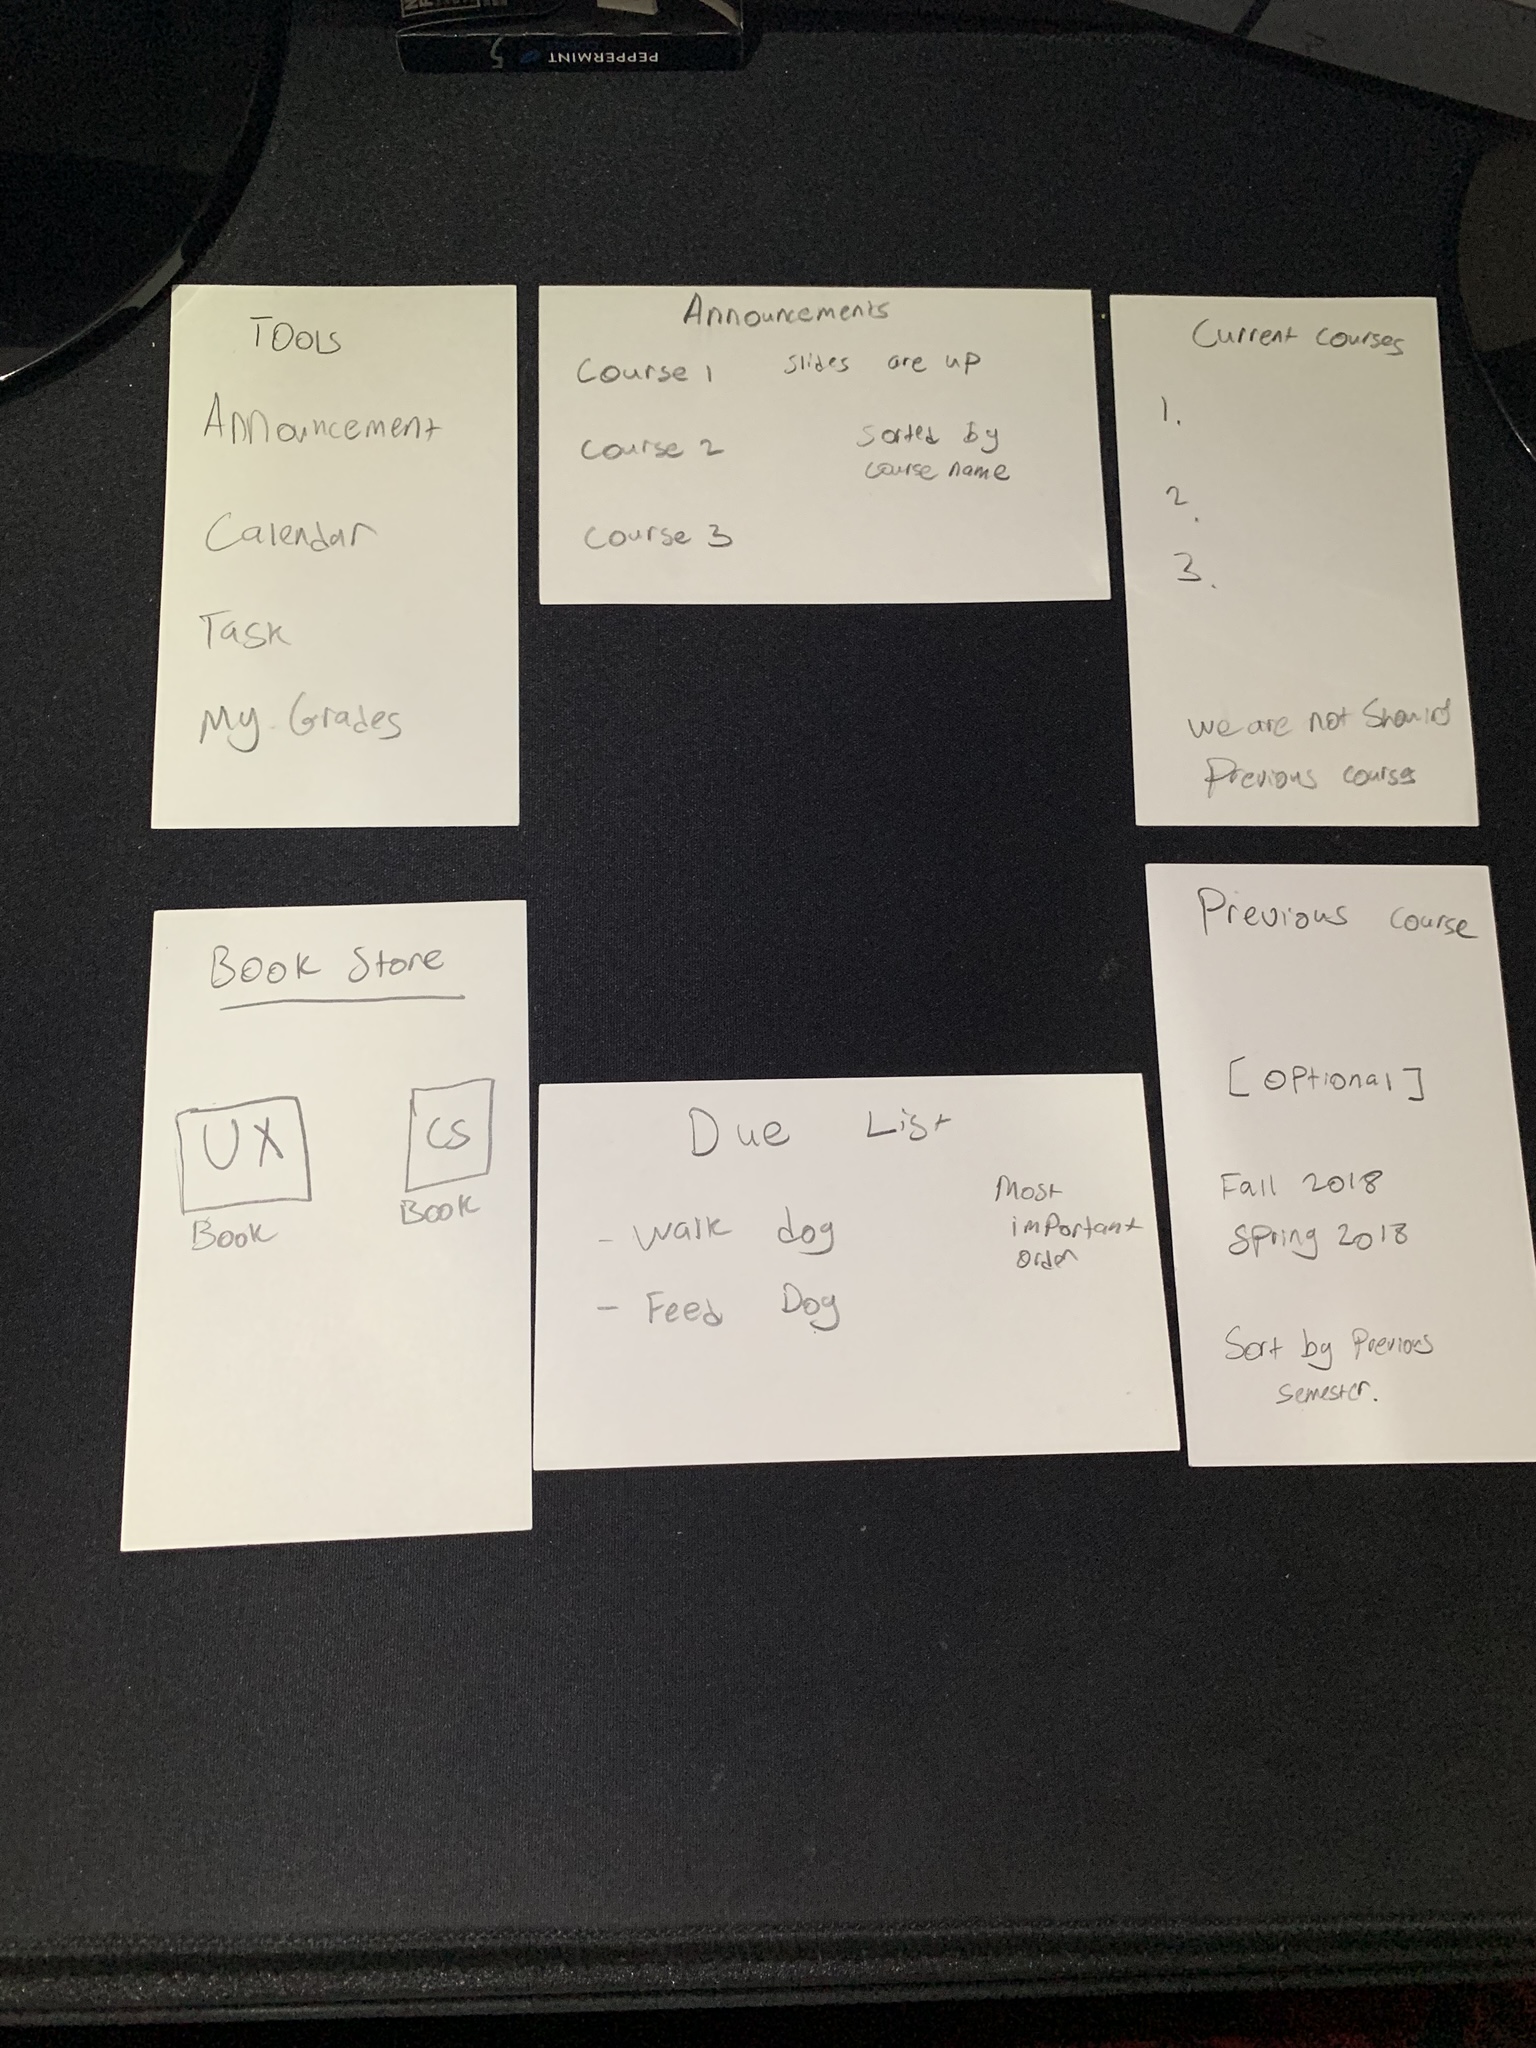 PEPPERMINT 5
Tools
Announcement
Calendar
Task
My Grades
Announcements
Course 1 slides are up
Course 2 Sorted by
course name
Course 3
Current courses
1.
2.
3.
we are not Showing
Previous courses
Book Store
UX
Book
CS
Book
Due List
- Walk dog
- Feed Dog
Most
important
order
Previous course
[Optional]
Fall 2018
Spring 2018
Sort by Previous
semester.